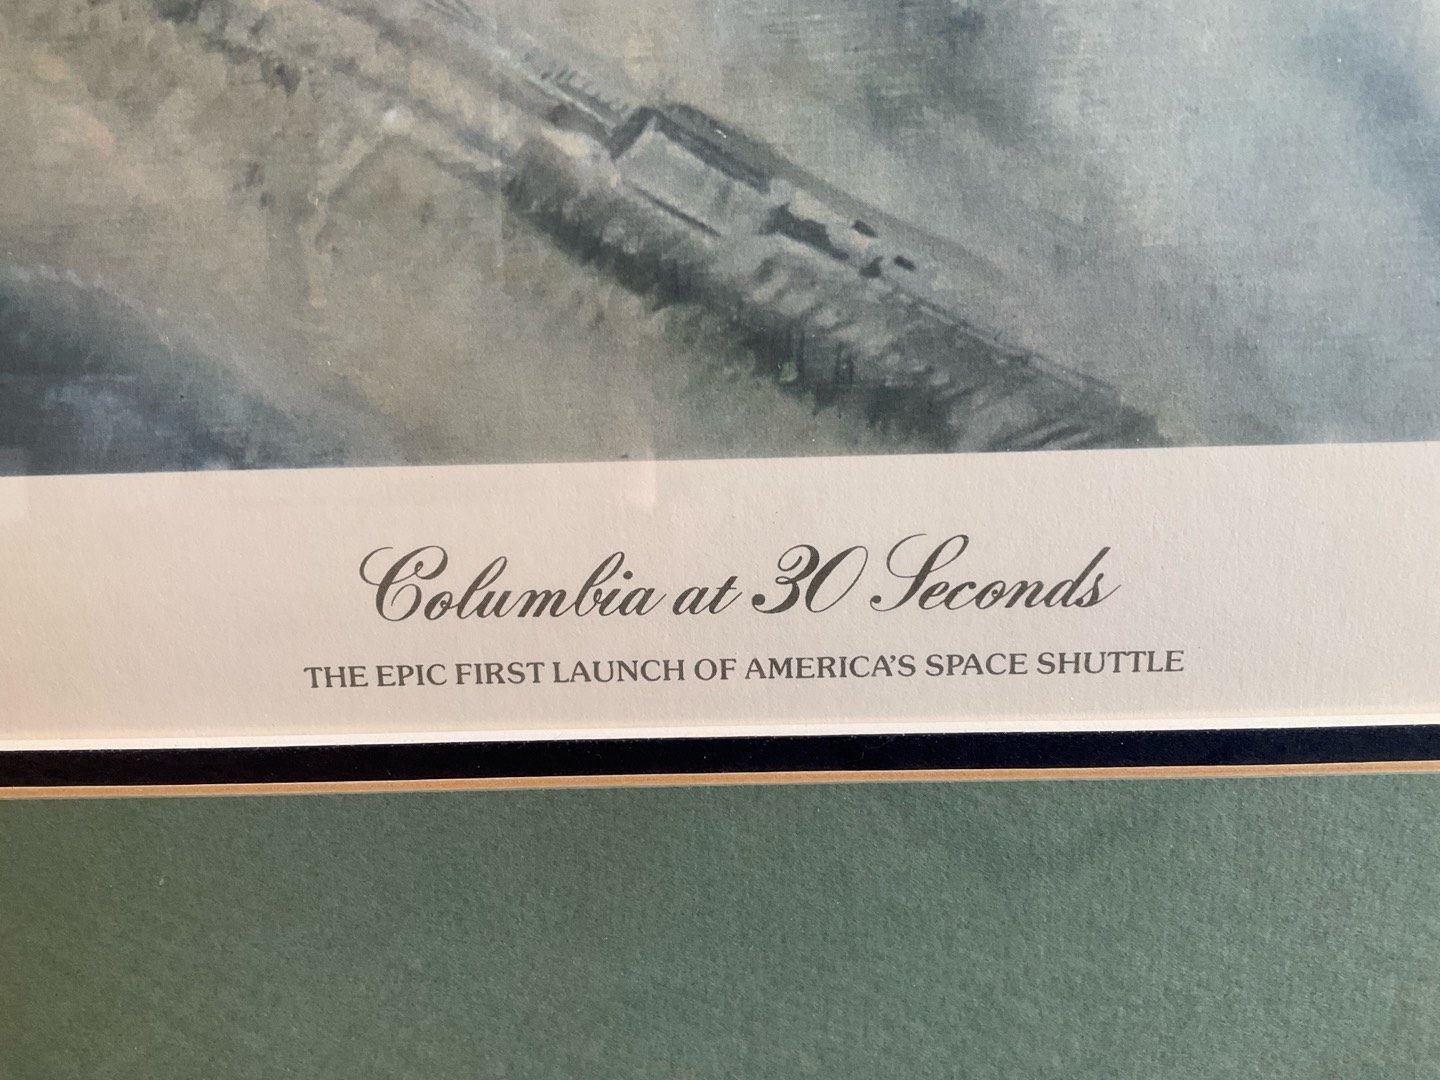 Columbia at 30 Seconds
THE EPIC FIRST LAUNCH OF AMERICA'S SPACE SHUTTLE